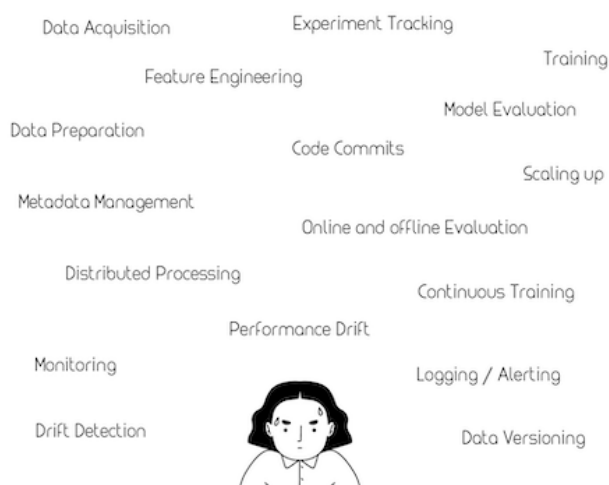 Data Acquisition
Experiment Tracking
Training
Feature Engineering
Model Evaluation
Data Preparation
Code Commits
Scaling up
Metadata Management
Online and offline Evaluation
Distributed Processing
Continuous Training
Performance Drift
Monitoring
Logging / Alerting
Drift Detection
Data Versioning